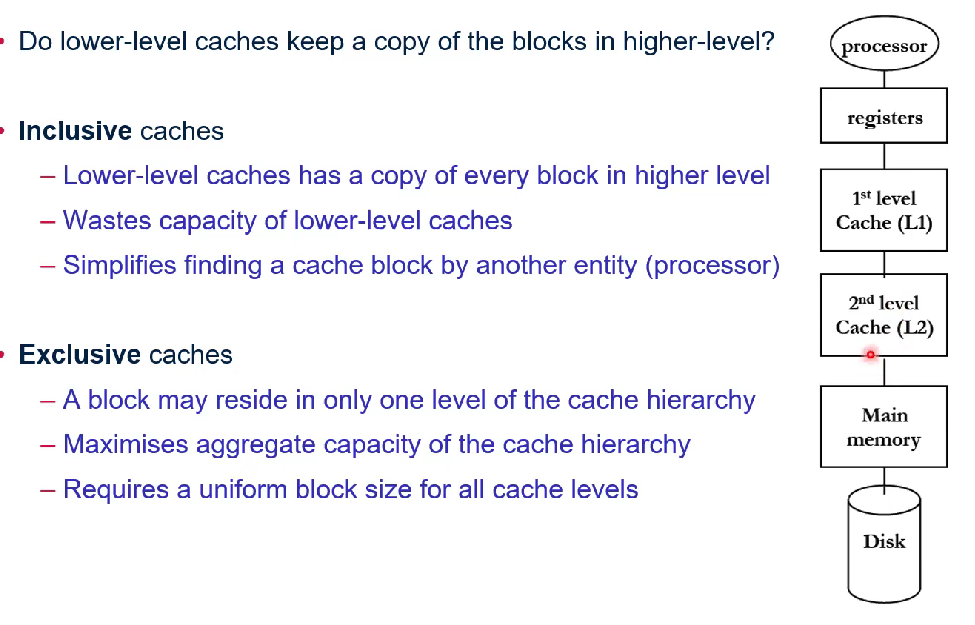 • Do lower-level caches keep a copy of the blocks in higher-level?
• Inclusive caches
– Lower-level caches has a copy of every block in higher level
– Wastes capacity of lower-level caches
– Simplifies finding a cache block by another entity (processor)
• Exclusive caches
– A block may reside in only one level of the cache hierarchy
– Maximises aggregate capacity of the cache hierarchy
– Requires a uniform block size for all cache levels
processor
registers
1st level
Cache (L1)
2nd level
Cache (L2)
Main
memory
Disk